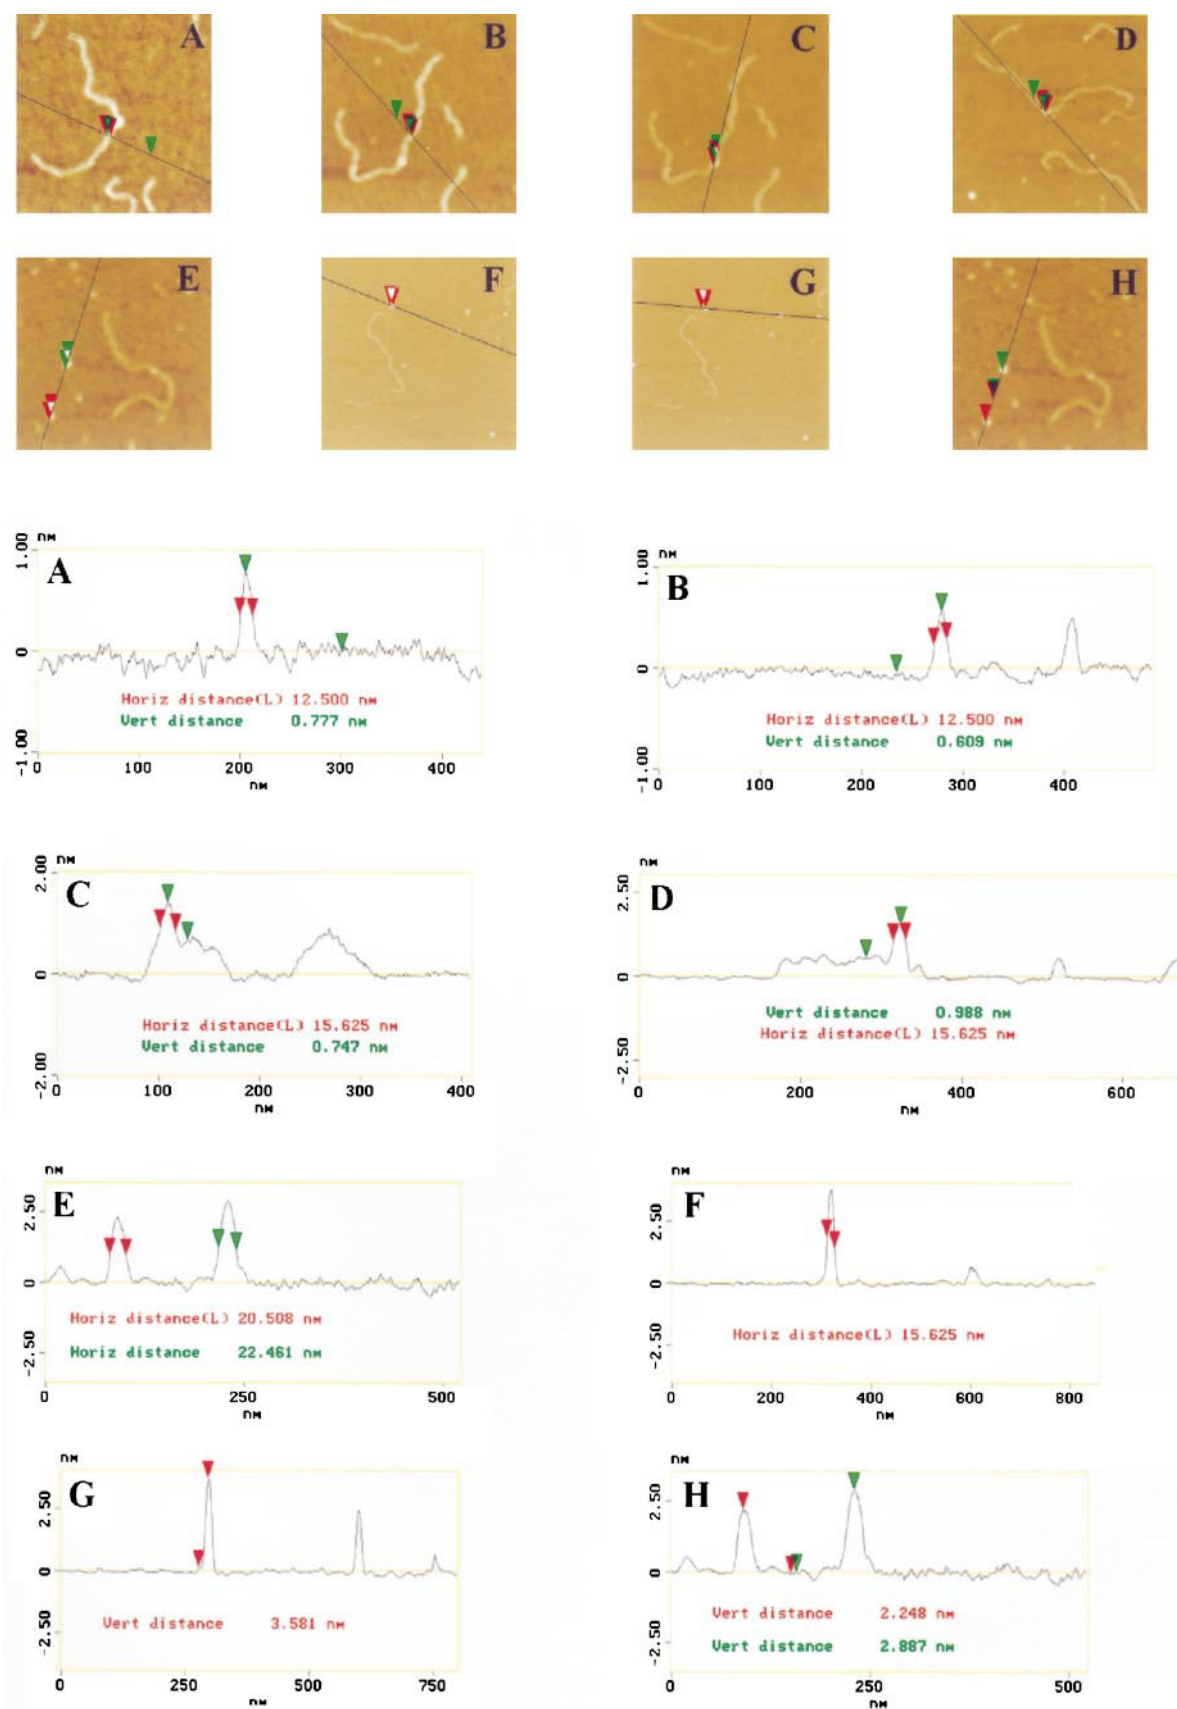 A B C D
E F G H
nm
1.00
A
0
Horiz distance(L) 12.500 nm
Vert distance 0.777 nm
-1.00
0 100 200 300 400
nm
nm
1.00
B
0
Horiz distance(L) 12.500 nm
Vert distance 0.609 nm
-1.00
0 100 200 300 400
nm
nm
2.00
C
0
Horiz distance(L) 15.625 nm
Vert distance 0.747 nm
-2.00
0 100 200 300 400
nm
nm
2.50
D
0
Vert distance 0.988 nm
Horiz distance(L) 15.625 nm
-2.50
0 200 400 600
nm
nm
E
2.50
0
Horiz distance(L) 20.508 nm
Horiz distance 22.461 nm
-2.50
0 250 500
nm
nm
F
2.50
0
Horiz distance(L) 15.625 nm
-2.50
0 200 400 600 800
nm
nm
G
2.50
0
Vert distance 3.581 nm
-2.50
0 250 500 750
nm
nm
H
2.50
0
Vert distance 2.248 nm
Vert distance 2.887 nm
-2.50
0 250 500
nm